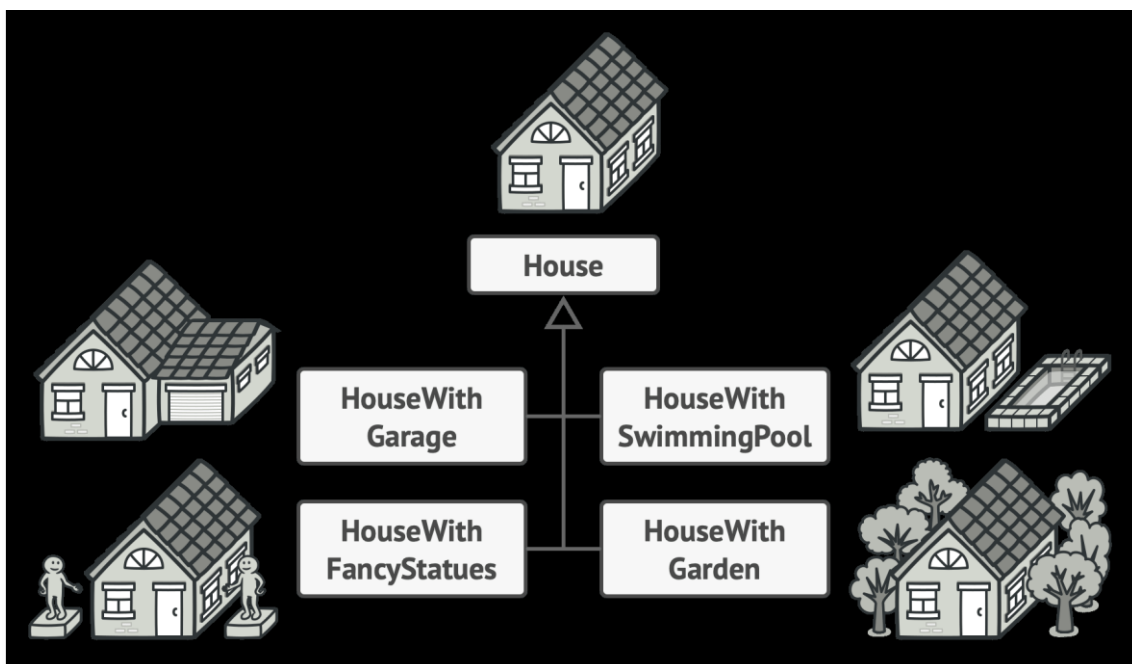 House
HouseWith
Garage
HouseWith
SwimmingPool
HouseWith
FancyStatues
HouseWith
Garden